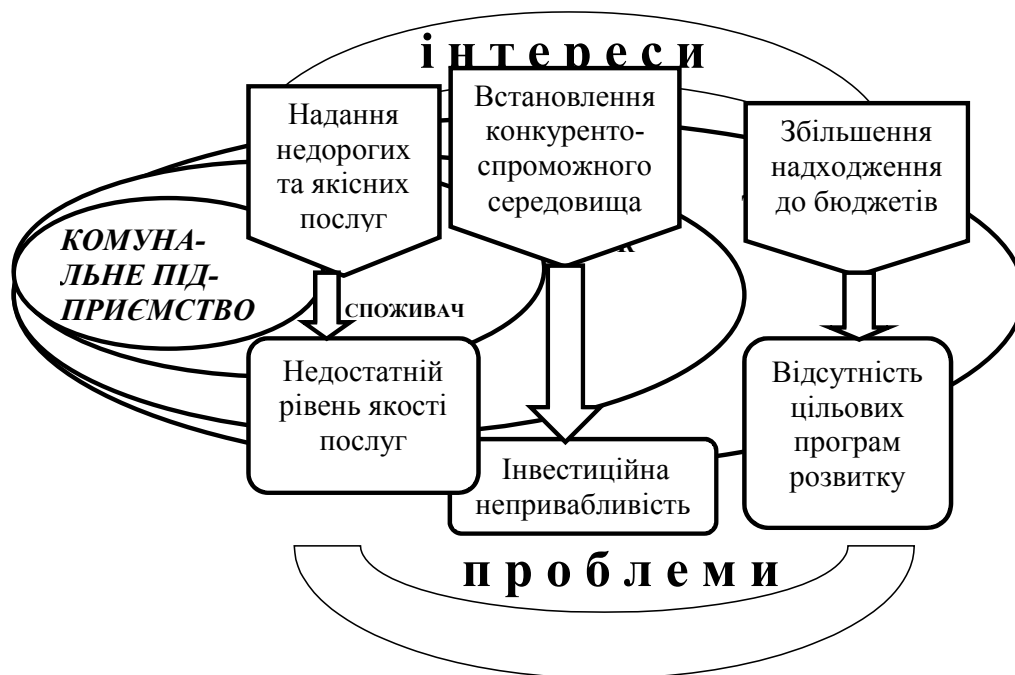 і н т е р е с и
Надання
недорогих
та якісних
послуг
Встановлення
конкуренто-
спроможного
середовища
Збільшення
надходження
до бюджетів
КОМУНА-
ЛЬНЕ ПІД-
ПРИЄМСТВО
СПОЖИВАЧ
Недостатній
рівень якості
послуг
Інвестиційна
непривабливість
Відсутність
цільових
програм
розвитку
п р о б л е м и